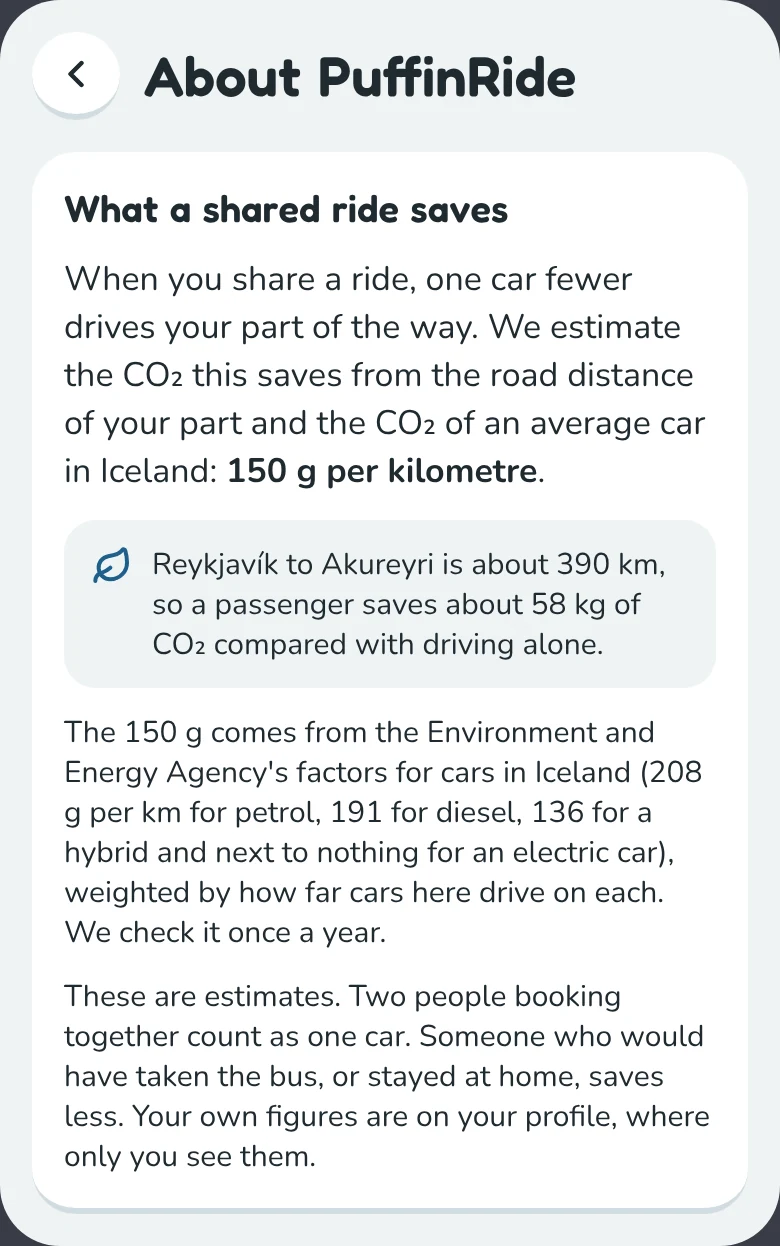 About PuffinRide
What a shared ride saves
When you share a ride, one car fewer
drives your part of the way. We estimate
the CO₂ this saves from the road distance
of your part and the CO₂ of an average car
in Iceland: 150 g per kilometre.
Reykjavík to Akureyri is about 390 km,
so a passenger saves about 58 kg of
CO₂ compared with driving alone.
The 150 g comes from the Environment and
Energy Agency's factors for cars in Iceland (208
g per km for petrol, 191 for diesel, 136 for a
hybrid and next to nothing for an electric car),
weighted by how far cars here drive on each.
We check it once a year.
These are estimates. Two people booking
together count as one car. Someone who would
have taken the bus, or stayed at home, saves
less. Your own figures are on your profile, where
only you see them.